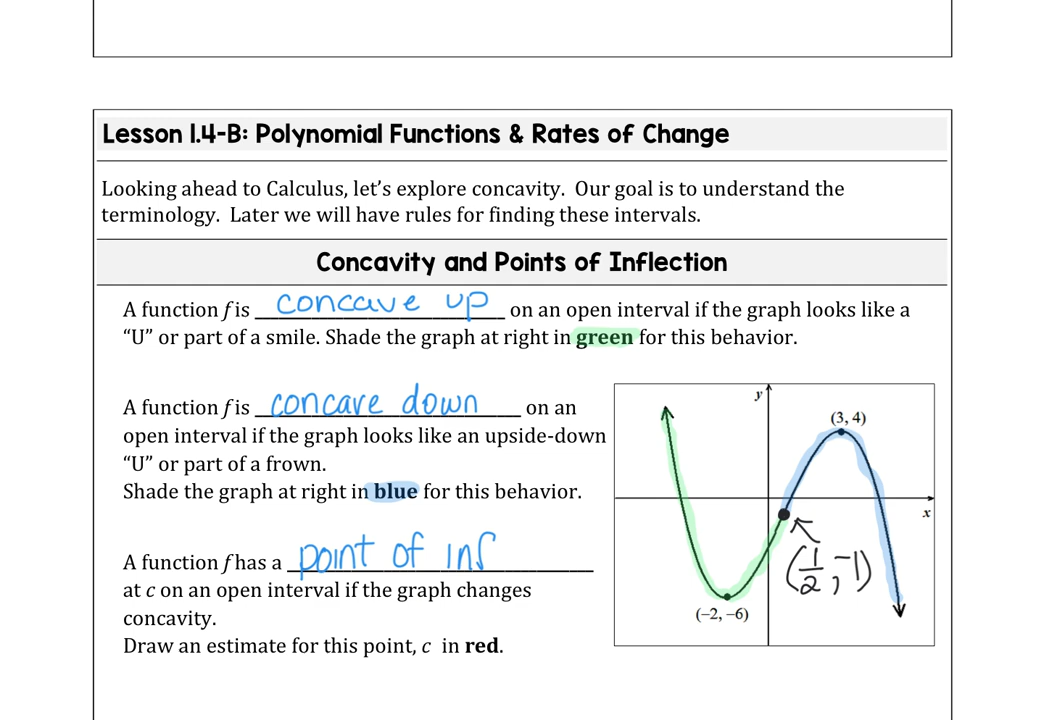 Lesson 1.4-B: Polynomial Functions & Rates of Change
Looking ahead to Calculus, let's explore concavity. Our goal is to understand the
terminology. Later we will have rules for finding these intervals.
Concavity and Points of Inflection
A function f is concave up on an open interval if the graph looks like a
"U" or part of a smile. Shade the graph at right in green for this behavior.
A function f is concave down on an
open interval if the graph looks like an upside-down
"U" or part of a frown.
Shade the graph at right in blue for this behavior.
A function f has a point of inf
at c on an open interval if the graph changes
concavity.
Draw an estimate for this point, c in red.
y
(3, 4)
x
(1/2, -1)
(−2, −6)